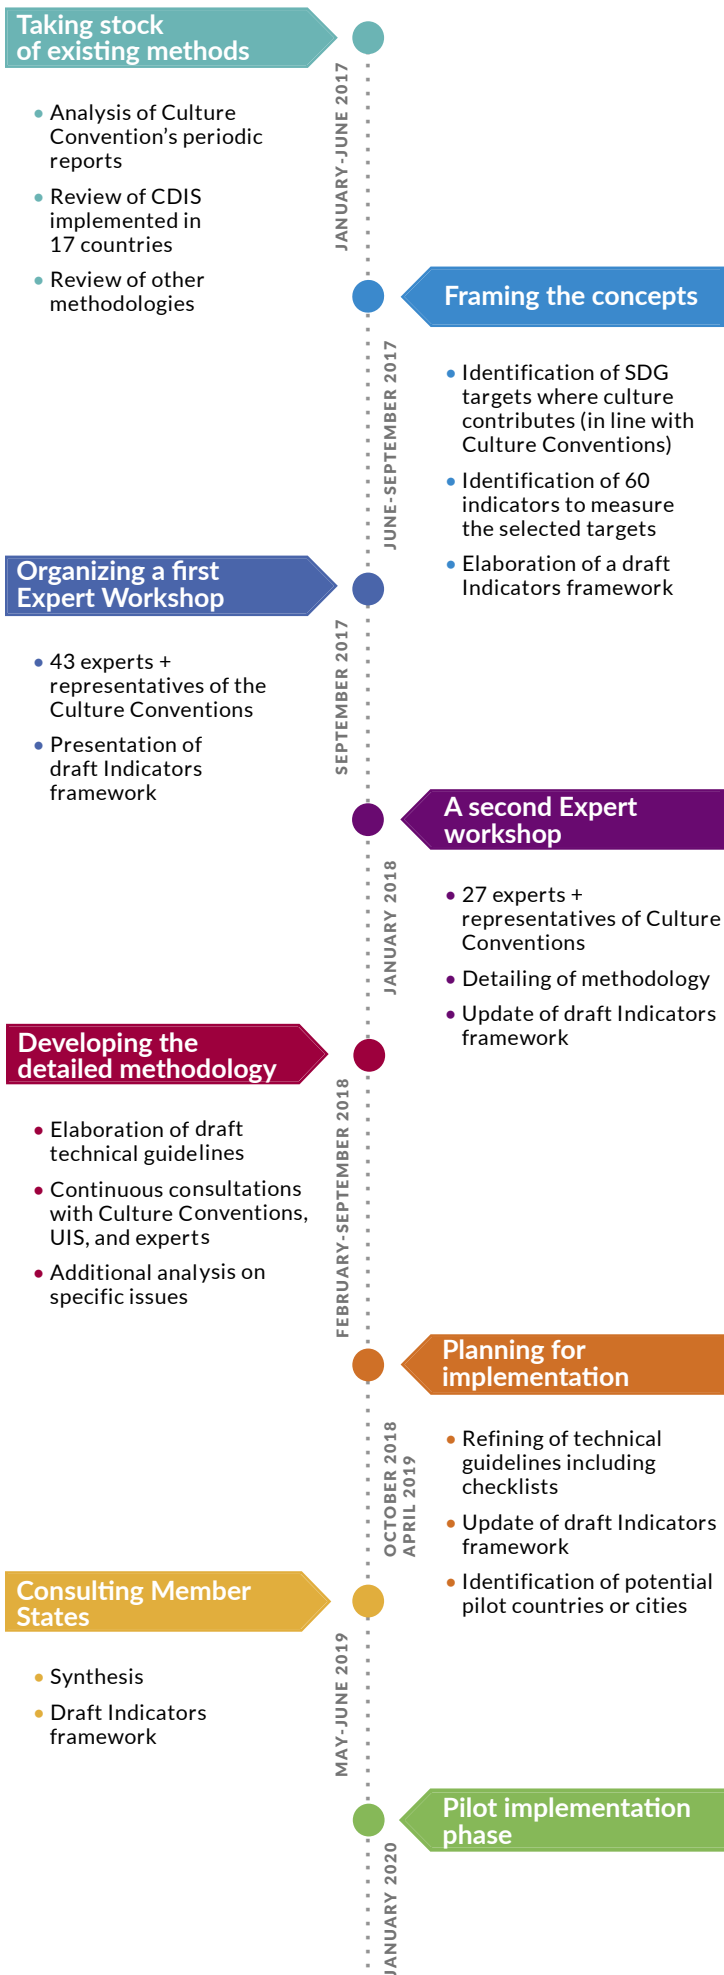 Taking stock
of existing methods
JANUARY-JUNE 2017
• Analysis of Culture
Convention's periodic
reports
• Review of CDIS
implemented in
17 countries
• Review of other
methodologies
Framing the concepts
JUNE-SEPTEMBER 2017
• Identification of SDG
targets where culture
contributes (in line with
Culture Conventions)
• Identification of 60
indicators to measure
the selected targets
• Elaboration of a draft
Indicators framework
Organizing a first
Expert Workshop
SEPTEMBER 2017
• 43 experts +
representatives of the
Culture Conventions
• Presentation of
draft Indicators
framework
A second Expert
workshop
JANUARY 2018
• 27 experts +
representatives of Culture
Conventions
• Detailing of methodology
• Update of draft Indicators
framework
Developing the
detailed methodology
FEBRUARY-SEPTEMBER 2018
• Elaboration of draft
technical guidelines
• Continuous consultations
with Culture Conventions,
UIS, and experts
• Additional analysis on
specific issues
Planning for
implementation
OCTOBER 2018
APRIL 2019
• Refining of technical
guidelines including
checklists
• Update of draft Indicators
framework
• Identification of potential
pilot countries or cities
Consulting Member
States
MAY-JUNE 2019
• Synthesis
• Draft Indicators
framework
Pilot implementation
phase
JANUARY 2020